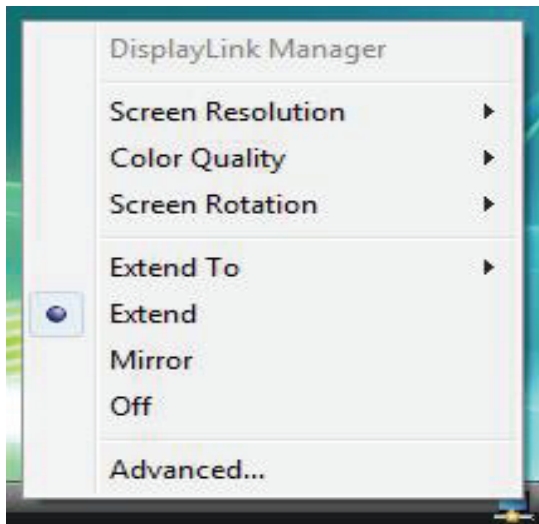 DisplayLink Manager
Screen Resolution
Color Quality
Screen Rotation
Extend To
Extend
Mirror
Off
Advanced...